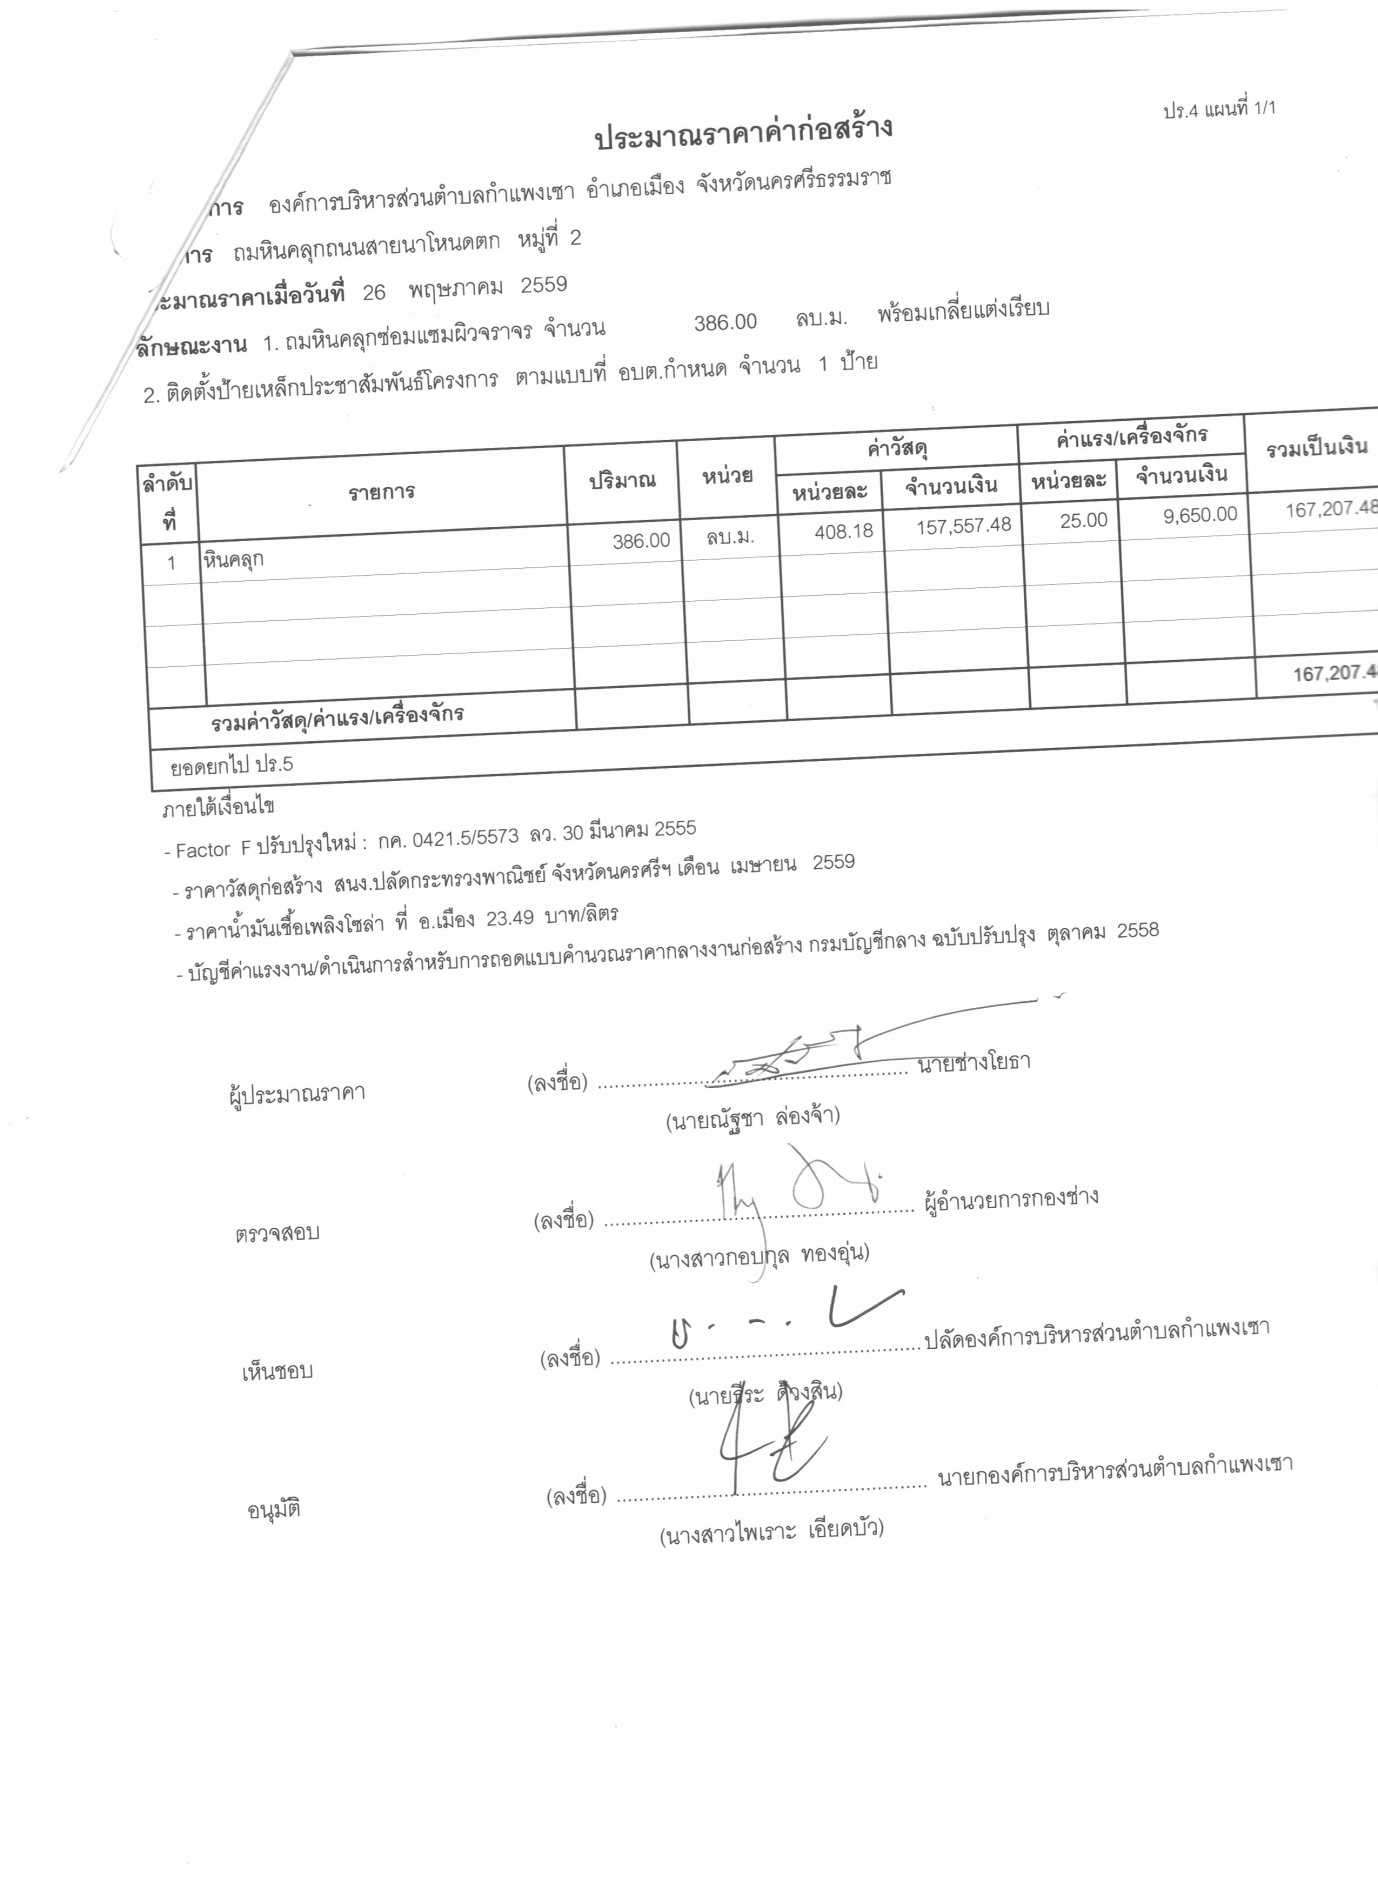 ปร.4 แผนที่ 1/1
ประมาณราคาค่าก่อสร้าง
การ องค์การบริหารส่วนตำบลกำแพงเซา อำเภอเมือง จังหวัดนครศรีธรรมราช
การ ถมหินคลุกถนนสายนาโหนดตก หมู่ที่ 2
ะมาณราคาเมื่อวันที่ 26 พฤษภาคม 2559
ลักษณะงาน 1. ถมหินคลุกซ่อมแซมผิวจราจร จำนวน 386.00 ลบ.ม. พร้อมเกลี่ยแต่งเรียบ
2. ติดตั้งป้ายเหล็กประชาสัมพันธ์โครงการ ตามแบบที่ อบต.กำหนด จำนวน 1 ป้าย
ลำดับที่ รายการ ปริมาณ หน่วย ค่าวัสดุ ค่าแรง/เครื่องจักร รวมเป็นเงิน
หน่วยละ จำนวนเงิน หน่วยละ จำนวนเงิน
1 หินคลุก 386.00 ลบ.ม. 408.18 157,557.48 25.00 9,650.00 167,207.48
รวมค่าวัสดุ/ค่าแรง/เครื่องจักร 167,207.48
ยอดยกไป ปร.5
ภายใต้เงื่อนไข
- Factor F ปรับปรุงใหม่ : กค. 0421.5/5573 ลว. 30 มีนาคม 2555
- ราคาวัสดุก่อสร้าง สนง.ปลัดกระทรวงพาณิชย์ จังหวัดนครศรีฯ เดือน เมษายน 2559
- ราคาน้ำมันเชื้อเพลิงโซล่า ที่ อ.เมือง 23.49 บาท/ลิตร
- บัญชีค่าแรงงาน/ดำเนินการสำหรับการถอดแบบคำนวณราคากลางงานก่อสร้าง กรมบัญชีกลาง ฉบับปรับปรุง ตุลาคม 2558
ผู้ประมาณราคา (ลงชื่อ) ........................................ นายช่างโยธา
(นายณัฐชา ล่องจ้า)
ตรวจสอบ (ลงชื่อ) ........................................ ผู้อำนวยการกองช่าง
(นางสาวกอบกุล ทองอุ่น)
เห็นชอบ (ลงชื่อ) ........................................ ปลัดองค์การบริหารส่วนตำบลกำแพงเซา
(นายธีระ ด้วงสิน)
อนุมัติ (ลงชื่อ) ........................................ นายกองค์การบริหารส่วนตำบลกำแพงเซา
(นางสาวไพเราะ เอียดบัว)